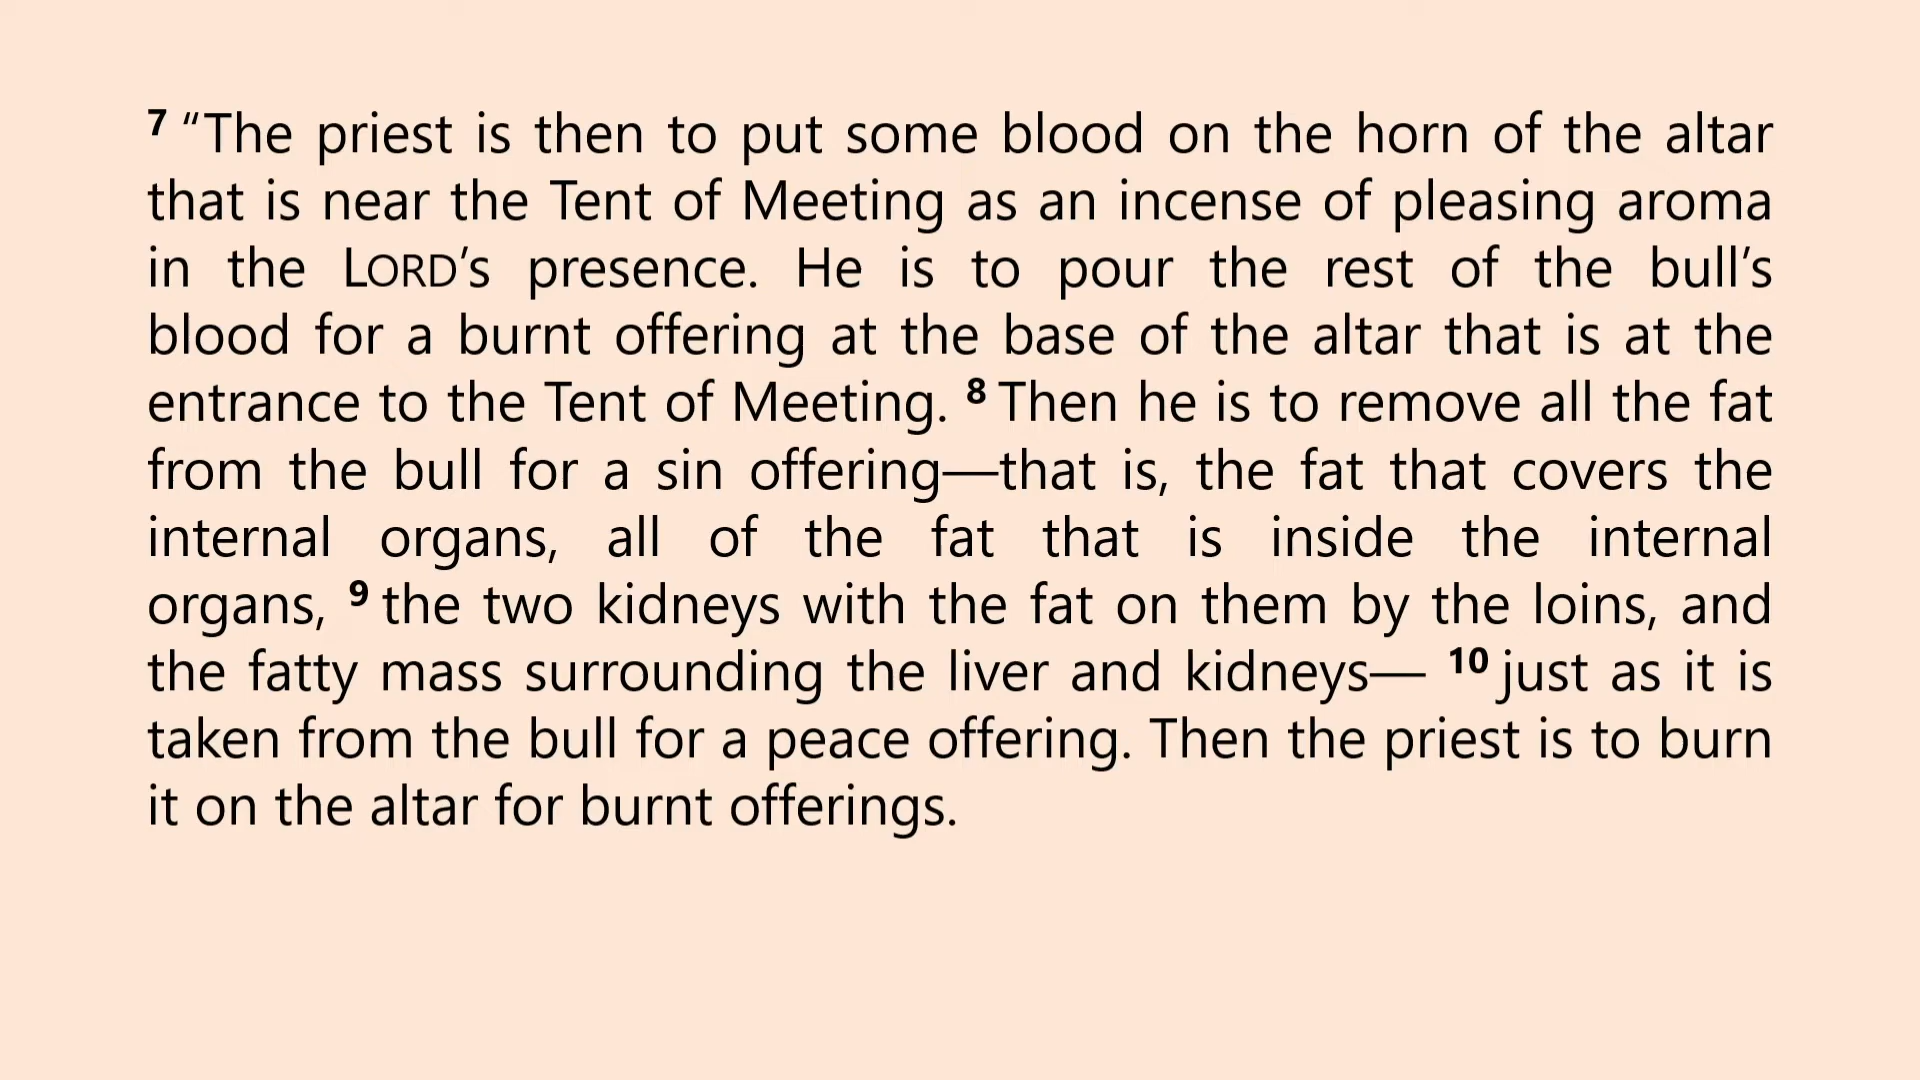 7 “The priest is then to put some blood on the horn of the altar
that is near the Tent of Meeting as an incense of pleasing aroma
in the LORD’s presence. He is to pour the rest of the bull’s
blood for a burnt offering at the base of the altar that is at the
entrance to the Tent of Meeting. 8 Then he is to remove all the fat
from the bull for a sin offering—that is, the fat that covers the
internal organs, all of the fat that is inside the internal
organs, 9 the two kidneys with the fat on them by the loins, and
the fatty mass surrounding the liver and kidneys— 10 just as it is
taken from the bull for a peace offering. Then the priest is to burn
it on the altar for burnt offerings.